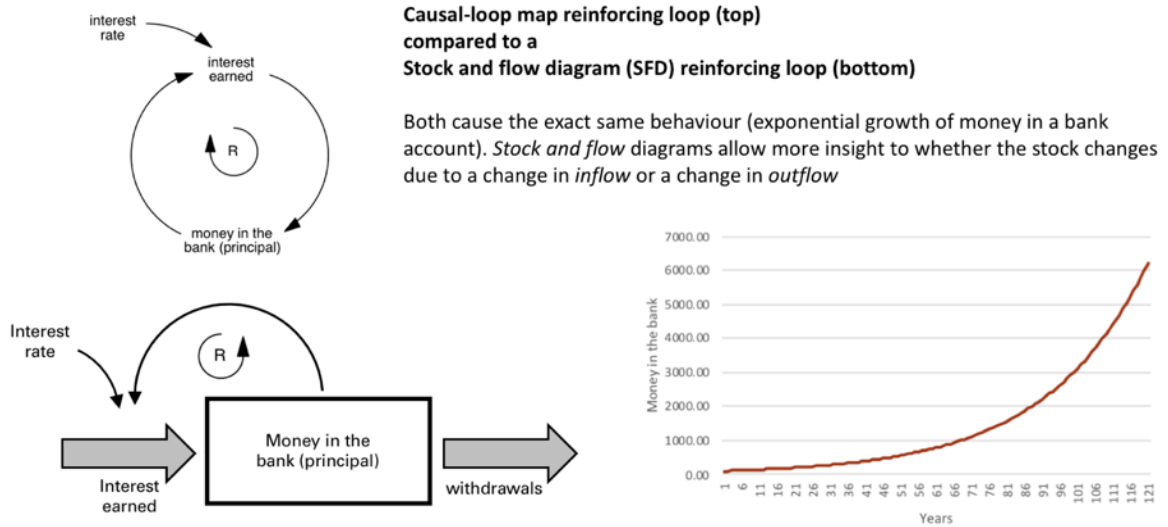 interest
rate
interest
earned
R
money in the
bank (principal)
Causal-loop map reinforcing loop (top)
compared to a
Stock and flow diagram (SFD) reinforcing loop (bottom)
Both cause the exact same behaviour (exponential growth of money in a bank
account). Stock and flow diagrams allow more insight to whether the stock changes
due to a change in inflow or a change in outflow
Interest
rate
R
Money in the
bank (principal)
Interest
earned
withdrawals
Money in the bank
7000.00
6000.00
5000.00
4000.00
3000.00
2000.00
1000.00
0.00
1 6 11 16 21 26 31 36 41 46 51 56 61 66 71 76 81 86 91 96 101 106 111 116 121
Years